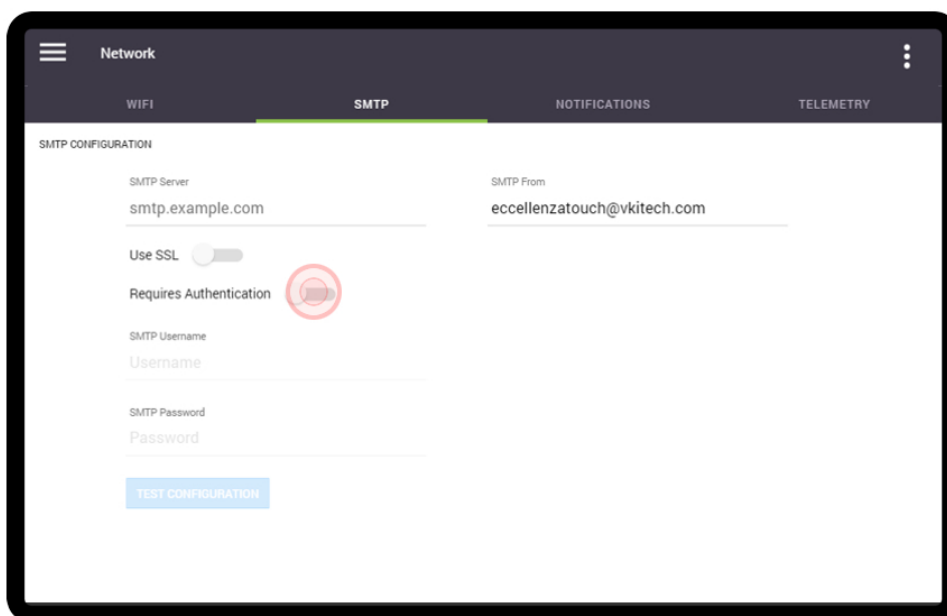 Network
WIFI SMTP NOTIFICATIONS TELEMETRY
SMTP CONFIGURATION
SMTP Server SMTP From
smtp.example.com eccellenzatouch@vkitech.com
Use SSL
Requires Authentication
SMTP Username
Username
SMTP Password
Password
TEST CONFIGURATION